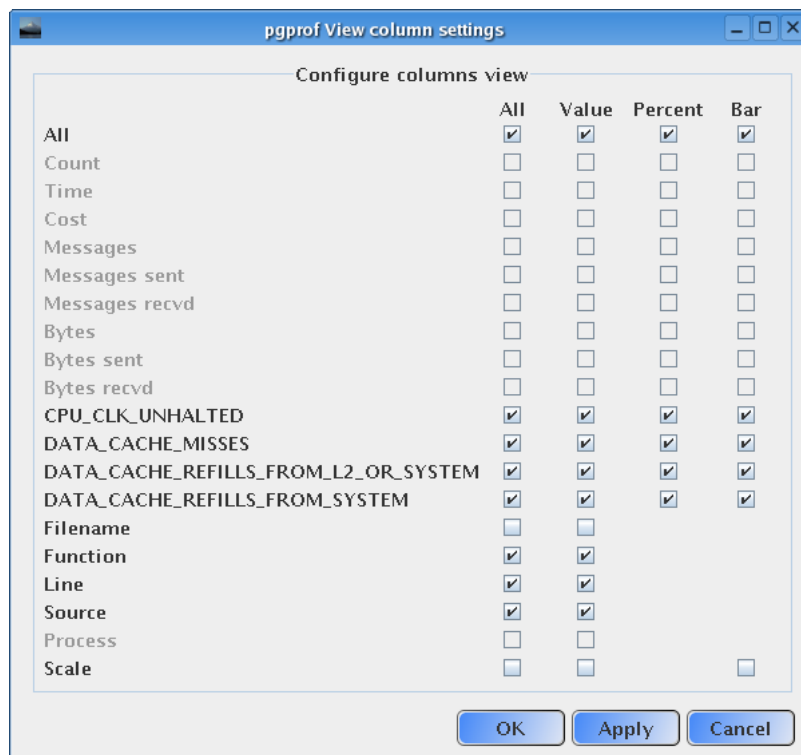 pgprof View column settings
Configure columns view
All Value Percent Bar
All
Count
Time
Cost
Messages
Messages sent
Messages recvd
Bytes
Bytes sent
Bytes recvd
CPU_CLK_UNHALTED
DATA_CACHE_MISSES
DATA_CACHE_REFILLS_FROM_L2_OR_SYSTEM
DATA_CACHE_REFILLS_FROM_SYSTEM
Filename
Function
Line
Source
Process
Scale
OK Apply Cancel